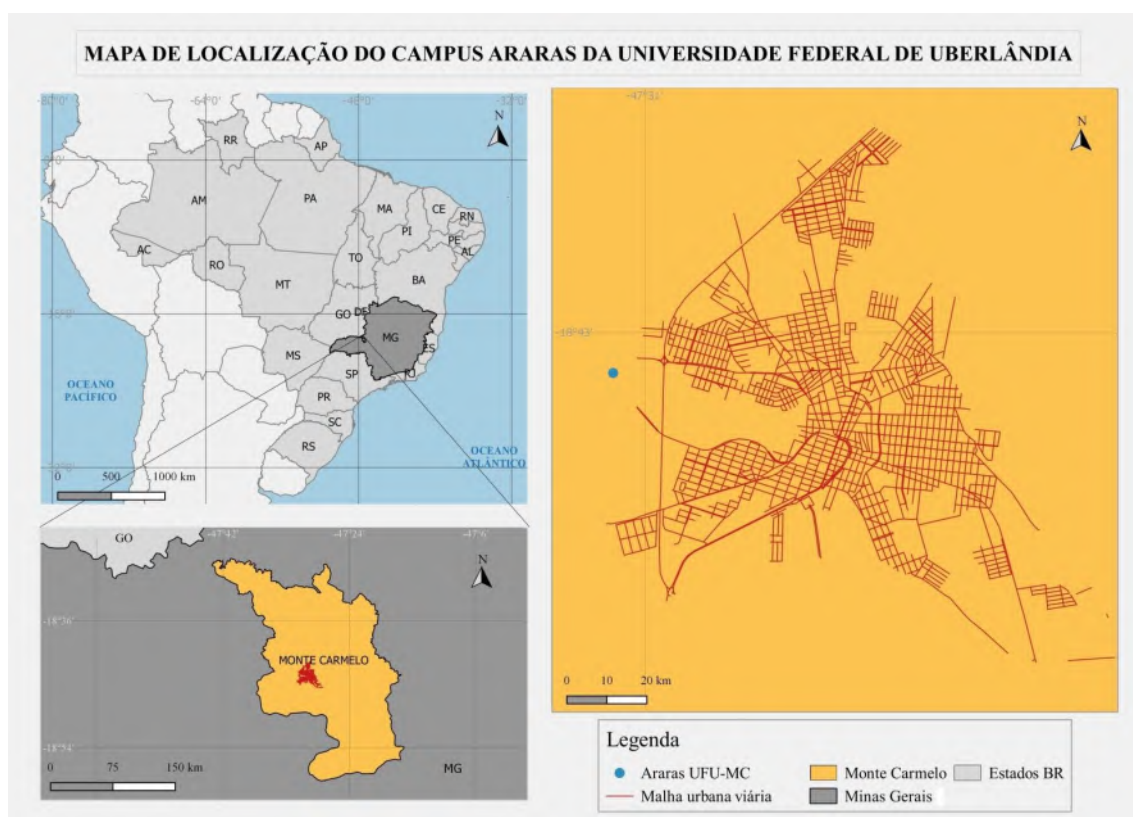 MAPA DE LOCALIZAÇÃO DO CAMPUS ARARAS DA UNIVERSIDADE FEDERAL DE UBERLÂNDIA
-80°0' -64°0' -48°0' -32°0'
N
RR
AP
AM
PA
MA
CE
RN
PI
PE
AL
AC
RO
TO
BA
MT
GO
DF
MG
ES
MS
SP
RJ
PR
SC
RS
OCEANO
PACÍFICO
OCEANO
ATLÂNTICO
0 500 1000 km
GO
-47°42' -47°24' -47°6'
N
-18°36'
MONTE CARMELO
-18°54'
0 75 150 km
MG
-47°31'
N
-18°43'
0 10 20 km
Legenda
Araras UFU-MC
Monte Carmelo
Estados BR
Malha urbana viária
Minas Gerais